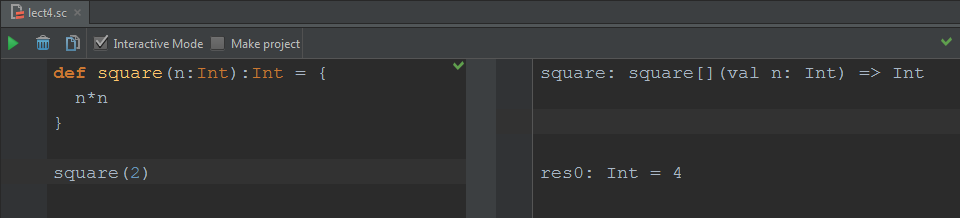 lect4.sc
Interactive Mode Make project
def square(n:Int):Int = {
  n*n
}
square(2)
square: square[](val n: Int) => Int
res0: Int = 4